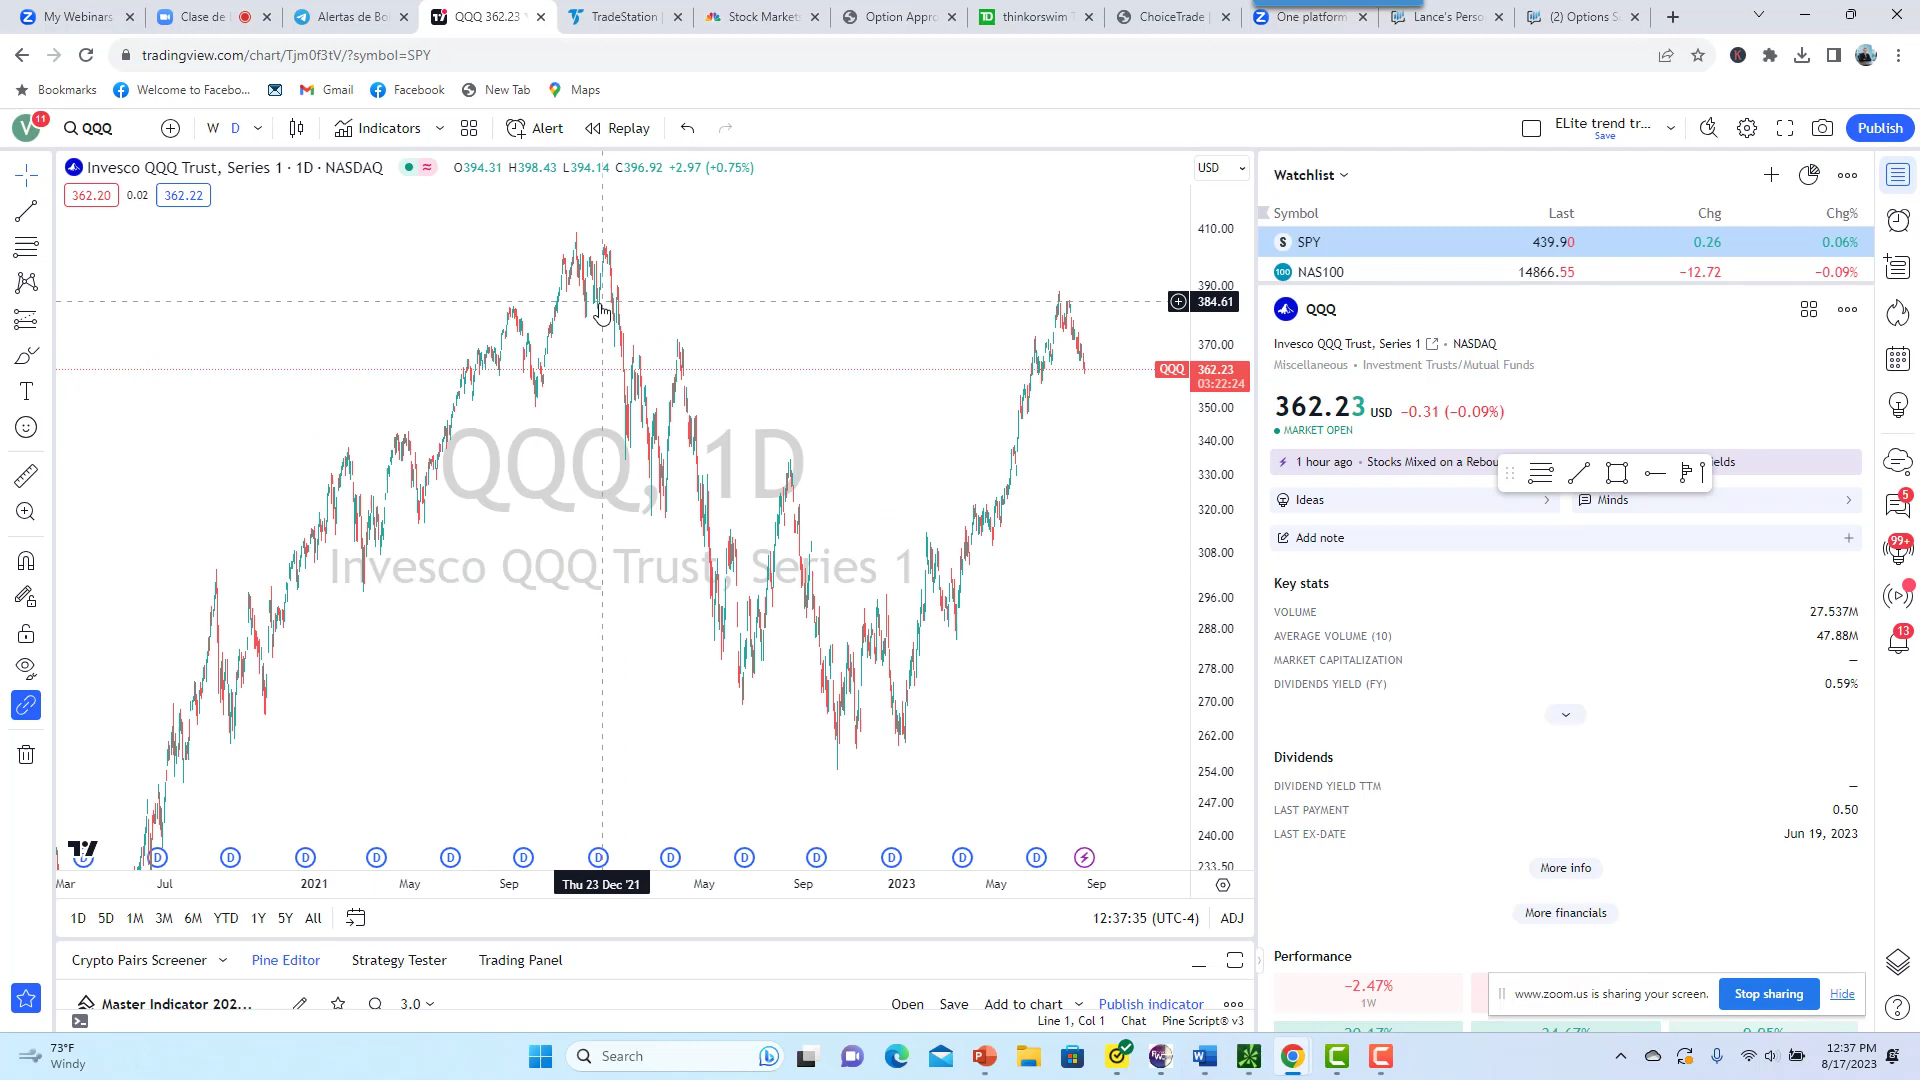 My Webinars
Clase de
Alertas de Bol
QQQ 362.23
TradeStation
Stock Markets
Option Appro
thinkorswim T
ChoiceTrade |
One platform
Lance's Perso
(2) Options S
tradingview.com/chart/Tjm0f3tV/?symbol=SPY
Bookmarks
Welcome to Facebo...
Gmail
Facebook
New Tab
Maps
V 11
QQQ
W D
Indicators
Alert
Replay
ELite trend tr...
Save
Publish
Invesco QQQ Trust, Series 1 · 1D · NASDAQ
O394.31 H398.43 L394.14 C396.92 +2.97 (+0.75%)
USD
362.20 0.02 362.22
QQQ, 1D
Invesco QQQ Trust, Series 1
410.00
390.00
384.61
370.00
QQQ 362.23
03:22:24
350.00
340.00
330.00
320.00
308.00
296.00
288.00
278.00
270.00
262.00
254.00
247.00
240.00
233.50
D D D D D D D D D D D D D D
Mar Jul 2021 May Sep Thu 23 Dec '21 May Sep 2023 May Sep
1D 5D 1M 3M 6M YTD 1Y 5Y All
12:37:35 (UTC-4) ADJ
Crypto Pairs Screener
Pine Editor
Strategy Tester
Trading Panel
Master Indicator 202...
3.0
Open Save Add to chart Publish indicator
Line 1, Col 1 Chat Pine Script® v3
Watchlist
Symbol Last Chg Chg%
S SPY 439.90 0.26 0.06%
100 NAS100 14866.55 −12.72 −0.09%
QQQ
Invesco QQQ Trust, Series 1 • NASDAQ
Miscellaneous • Investment Trusts/Mutual Funds
362.23 USD −0.31 (−0.09%)
MARKET OPEN
1 hour ago • Stocks Mixed on a Rebou
Ideas
Minds
Add note
Key stats
VOLUME 27.537M
AVERAGE VOLUME (10) 47.88M
MARKET CAPITALIZATION —
DIVIDENDS YIELD (FY) 0.59%
Dividends
DIVIDEND YIELD TTM —
LAST PAYMENT 0.50
LAST EX-DATE Jun 19, 2023
More info
More financials
Performance
−2.47%
1W
www.zoom.us is sharing your screen.
Stop sharing
Hide
5
99+
13
73°F
Windy
Search
12:37 PM
8/17/2023